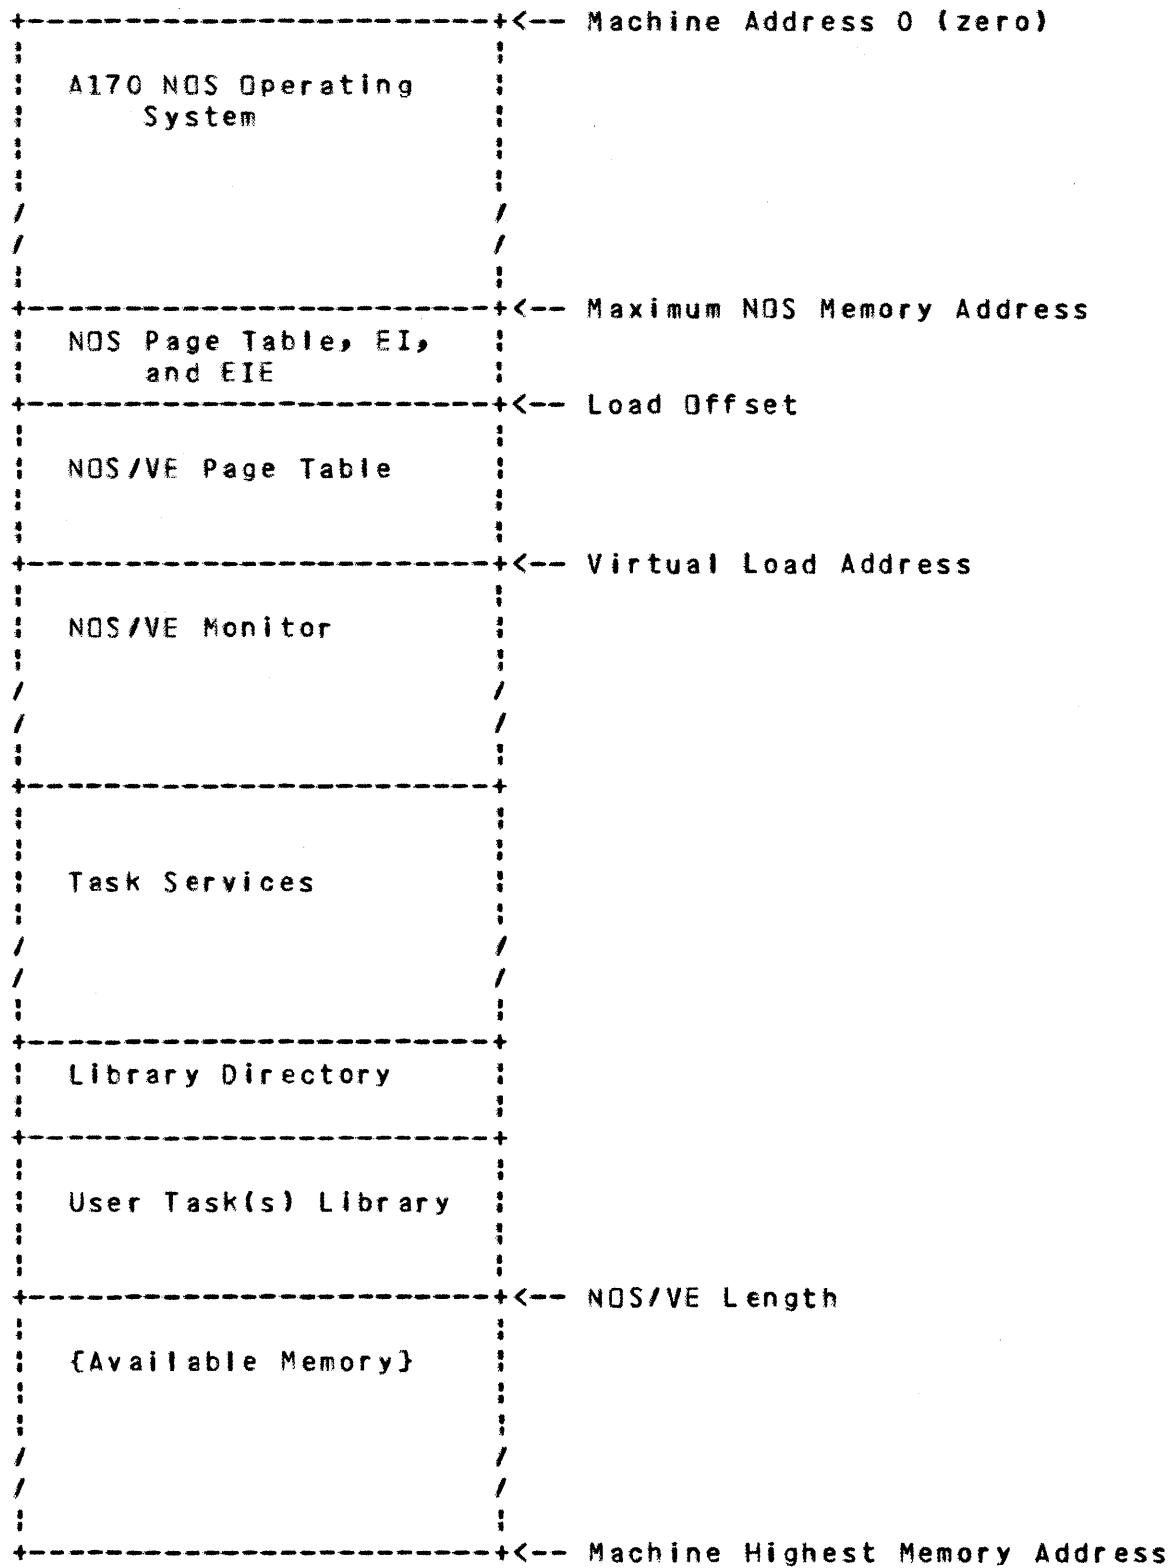 <-- Machine Address 0 (zero)
A170 NOS Operating
System
<-- Maximum NOS Memory Address
NOS Page Table, EI,
and EIE
<-- Load Offset
NOS/VE Page Table
<-- Virtual Load Address
NOS/VE Monitor
Task Services
Library Directory
User Task(s) Library
<-- NOS/VE Length
{Available Memory}
<-- Machine Highest Memory Address